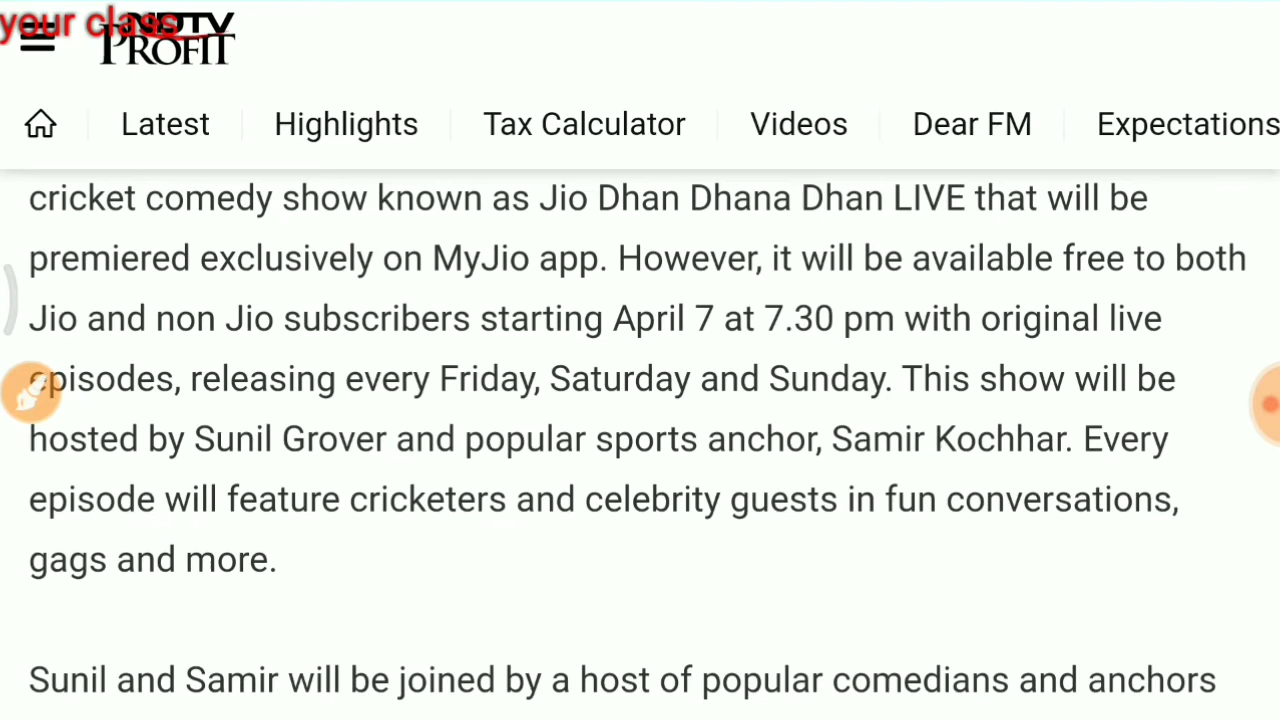 your class
NDTV
PROFIT
Latest
Highlights
Tax Calculator
Videos
Dear FM
Expectations
cricket comedy show known as Jio Dhan Dhana Dhan LIVE that will be
premiered exclusively on MyJio app. However, it will be available free to both
Jio and non Jio subscribers starting April 7 at 7.30 pm with original live
episodes, releasing every Friday, Saturday and Sunday. This show will be
hosted by Sunil Grover and popular sports anchor, Samir Kochhar. Every
episode will feature cricketers and celebrity guests in fun conversations,
gags and more.
Sunil and Samir will be joined by a host of popular comedians and anchors